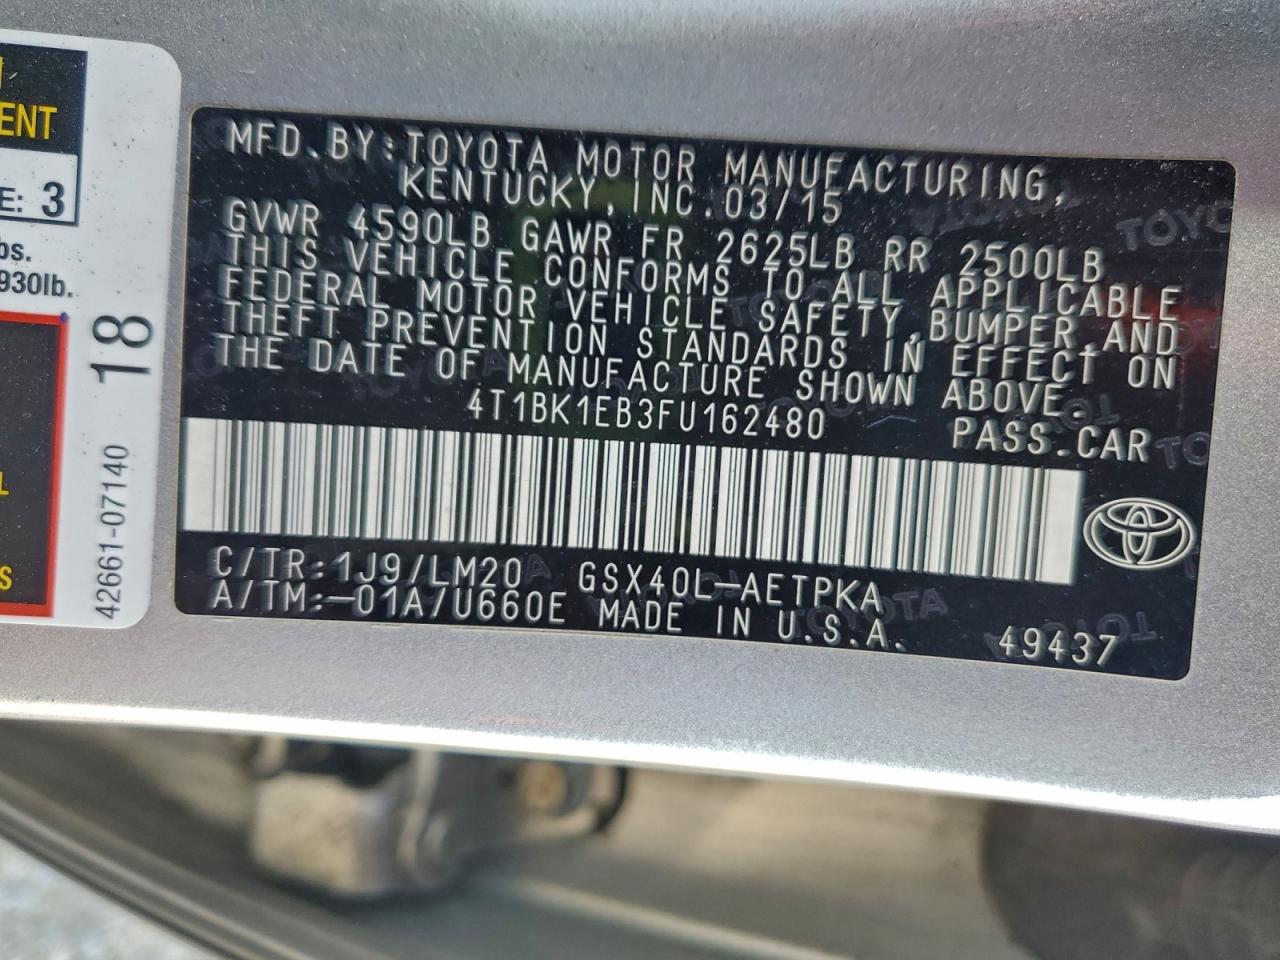 ENT
E: 3
bs.
930lb.
18
42661-07140
L
S
MFD.BY:TOYOTA MOTOR MANUFACTURING,
KENTUCKY,INC.03/15
GVWR 4590LB GAWR FR 2625LB RR 2500LB
THIS VEHICLE CONFORMS TO ALL APPLICABLE
FEDERAL MOTOR VEHICLE SAFETY,BUMPER,AND
THEFT PREVENTION STANDARDS IN EFFECT ON
THE DATE OF MANUFACTURE SHOWN ABOVE.
4T1BK1EB3FU162480 PASS.CAR
C/TR:1J9/LM20 GSX40L-AETPKA
A/TM:-01A/U660E MADE IN U.S.A. 49437